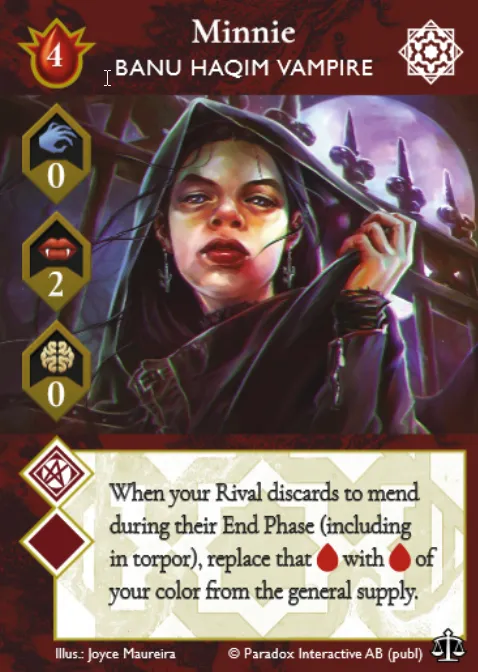 4
Minnie
BANU HAQIM VAMPIRE
0
2
0
When your Rival discards to mend
during their End Phase (including
in torpor), replace that with of
your color from the general supply.
Illus.: Joyce Maureira
© Paradox Interactive AB (publ)